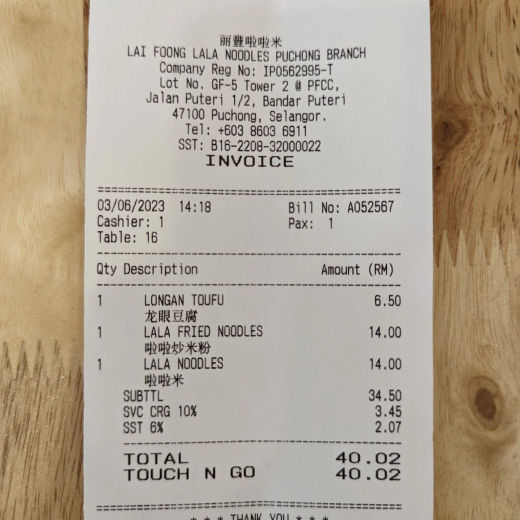 丽豐啦啦米
LAI FOONG LALA NOODLES PUCHONG BRANCH
Company Reg No: IP0562995-T
Lot No. GF-5 Tower 2 @ PFCC,
Jalan Puteri 1/2, Bandar Puteri
47100 Puchong, Selangor.
Tel: +603 8603 6911
SST: B16-2208-32000022
INVOICE
03/06/2023 14:18 Bill No: A052567
Cashier: 1 Pax: 1
Table: 16
Qty Description Amount (RM)
1 LONGAN TOUFU 6.50
龙眼豆腐
1 LALA FRIED NOODLES 14.00
啦啦炒米粉
1 LALA NOODLES 14.00
啦啦米
SUBTTL 34.50
SVC CRG 10% 3.45
SST 6% 2.07
TOTAL 40.02
TOUCH N GO 40.02
* * * THANK YOU * * *